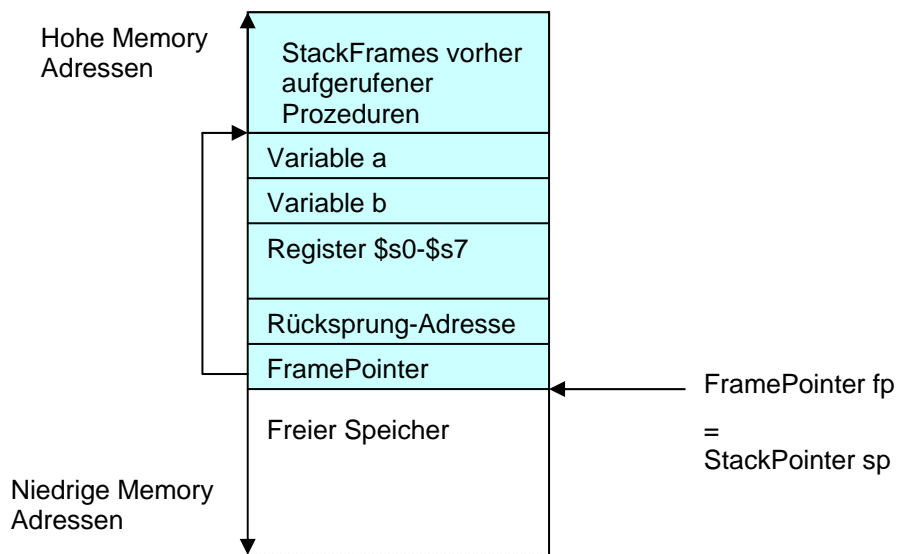 Hohe Memory
Adressen
StackFrames vorher
aufgerufener
Prozeduren
Variable a
Variable b
Register $s0-$s7
Rücksprung-Adresse
FramePointer
FramePointer fp
=
StackPointer sp
Freier Speicher
Niedrige Memory
Adressen